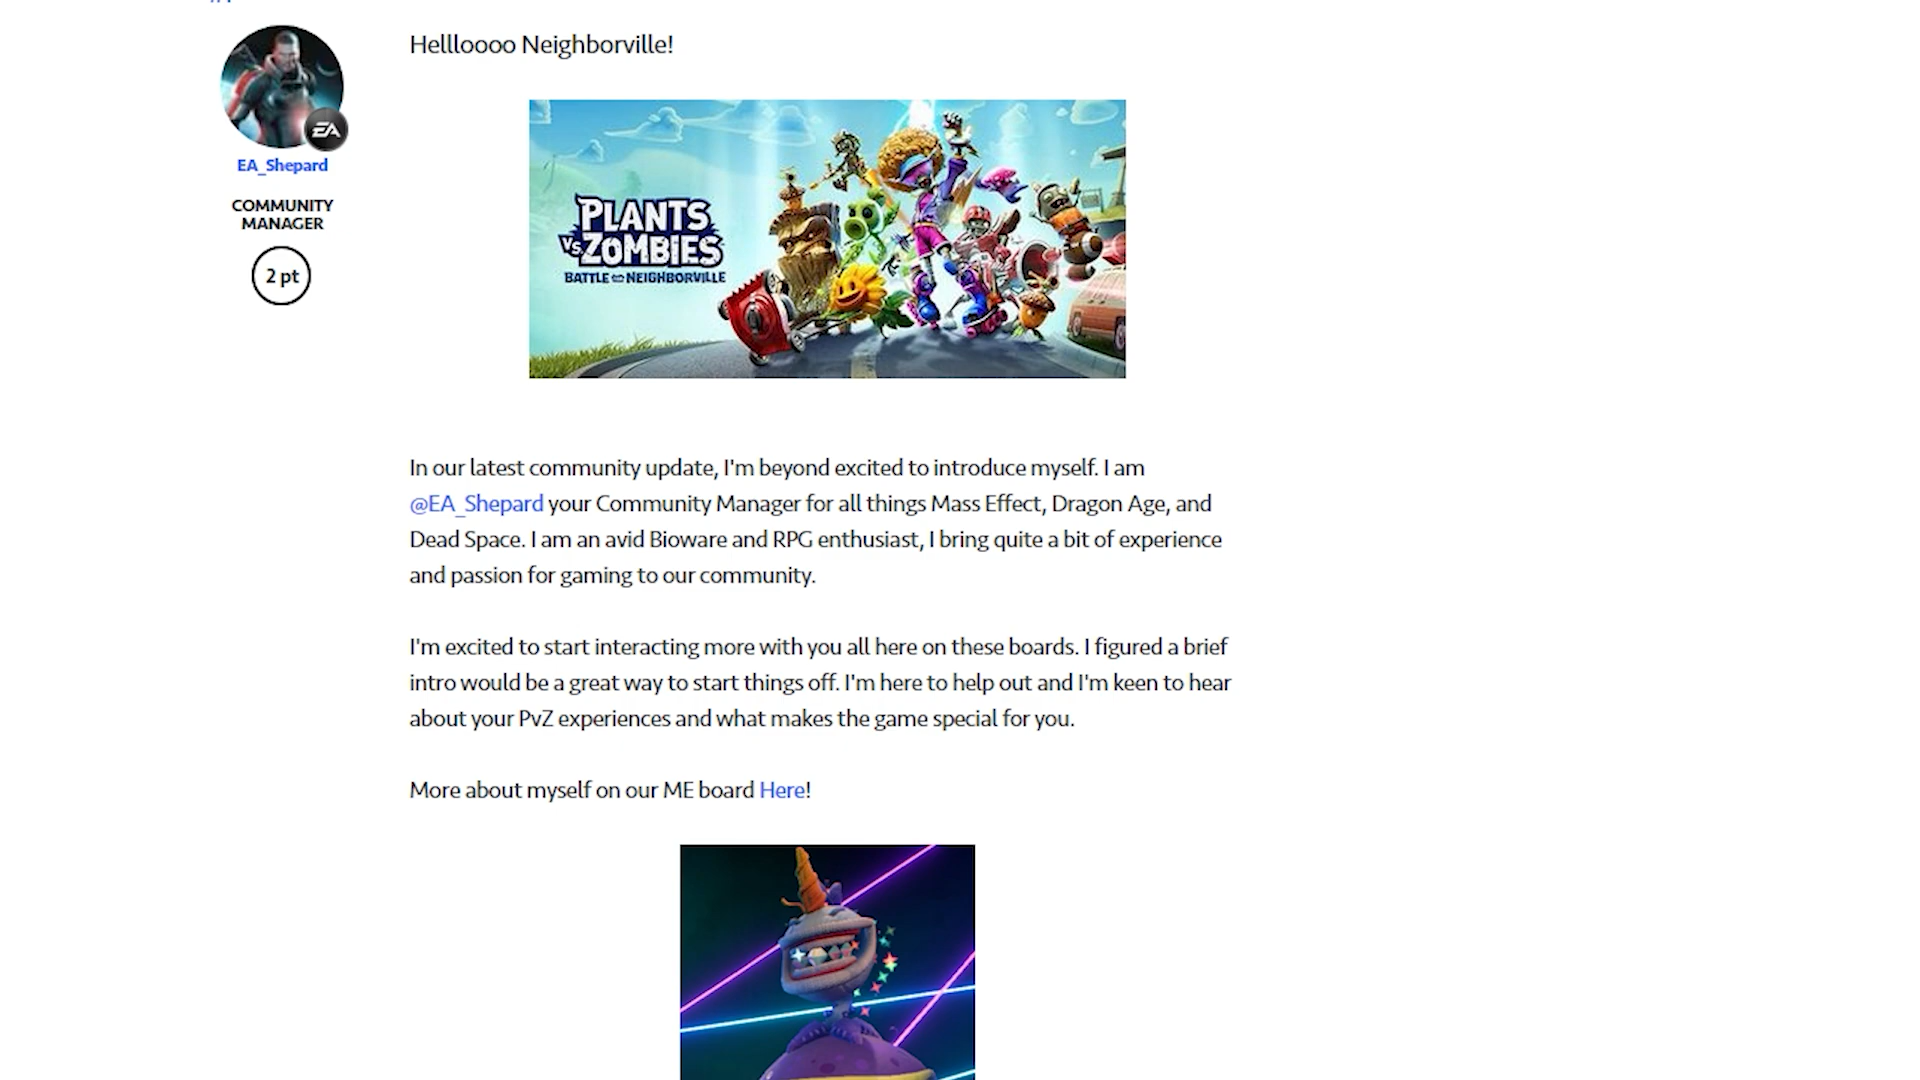 Hellloooo Neighborville!
EA
EA_Shepard
COMMUNITY
MANAGER
2 pt
PLANTS
VS. ZOMBIES
BATTLE FOR NEIGHBORVILLE
In our latest community update, I'm beyond excited to introduce myself. I am
@EA_Shepard your Community Manager for all things Mass Effect, Dragon Age, and
Dead Space. I am an avid Bioware and RPG enthusiast, I bring quite a bit of experience
and passion for gaming to our community.
I'm excited to start interacting more with you all here on these boards. I figured a brief
intro would be a great way to start things off. I'm here to help out and I'm keen to hear
about your PvZ experiences and what makes the game special for you.
More about myself on our ME board Here!